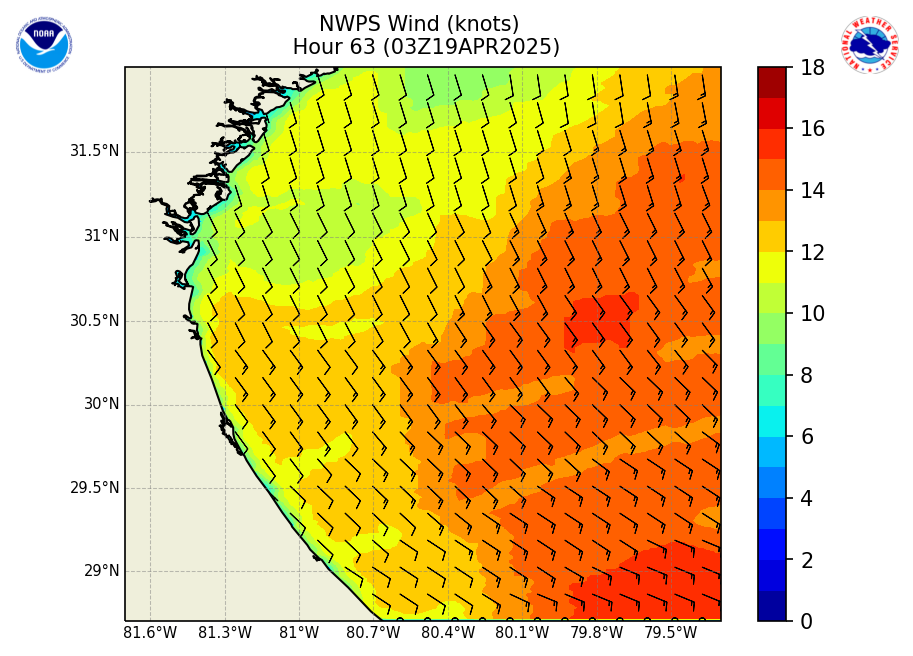 NWPS Wind (knots)
Hour 63 (03Z19APR2025)
NOAA
NATIONAL WEATHER SERVICE
31.5°N
31°N
30.5°N
30°N
29.5°N
29°N
81.6°W 81.3°W 81°W 80.7°W 80.4°W 80.1°W 79.8°W 79.5°W
18
16
14
12
10
8
6
4
2
0